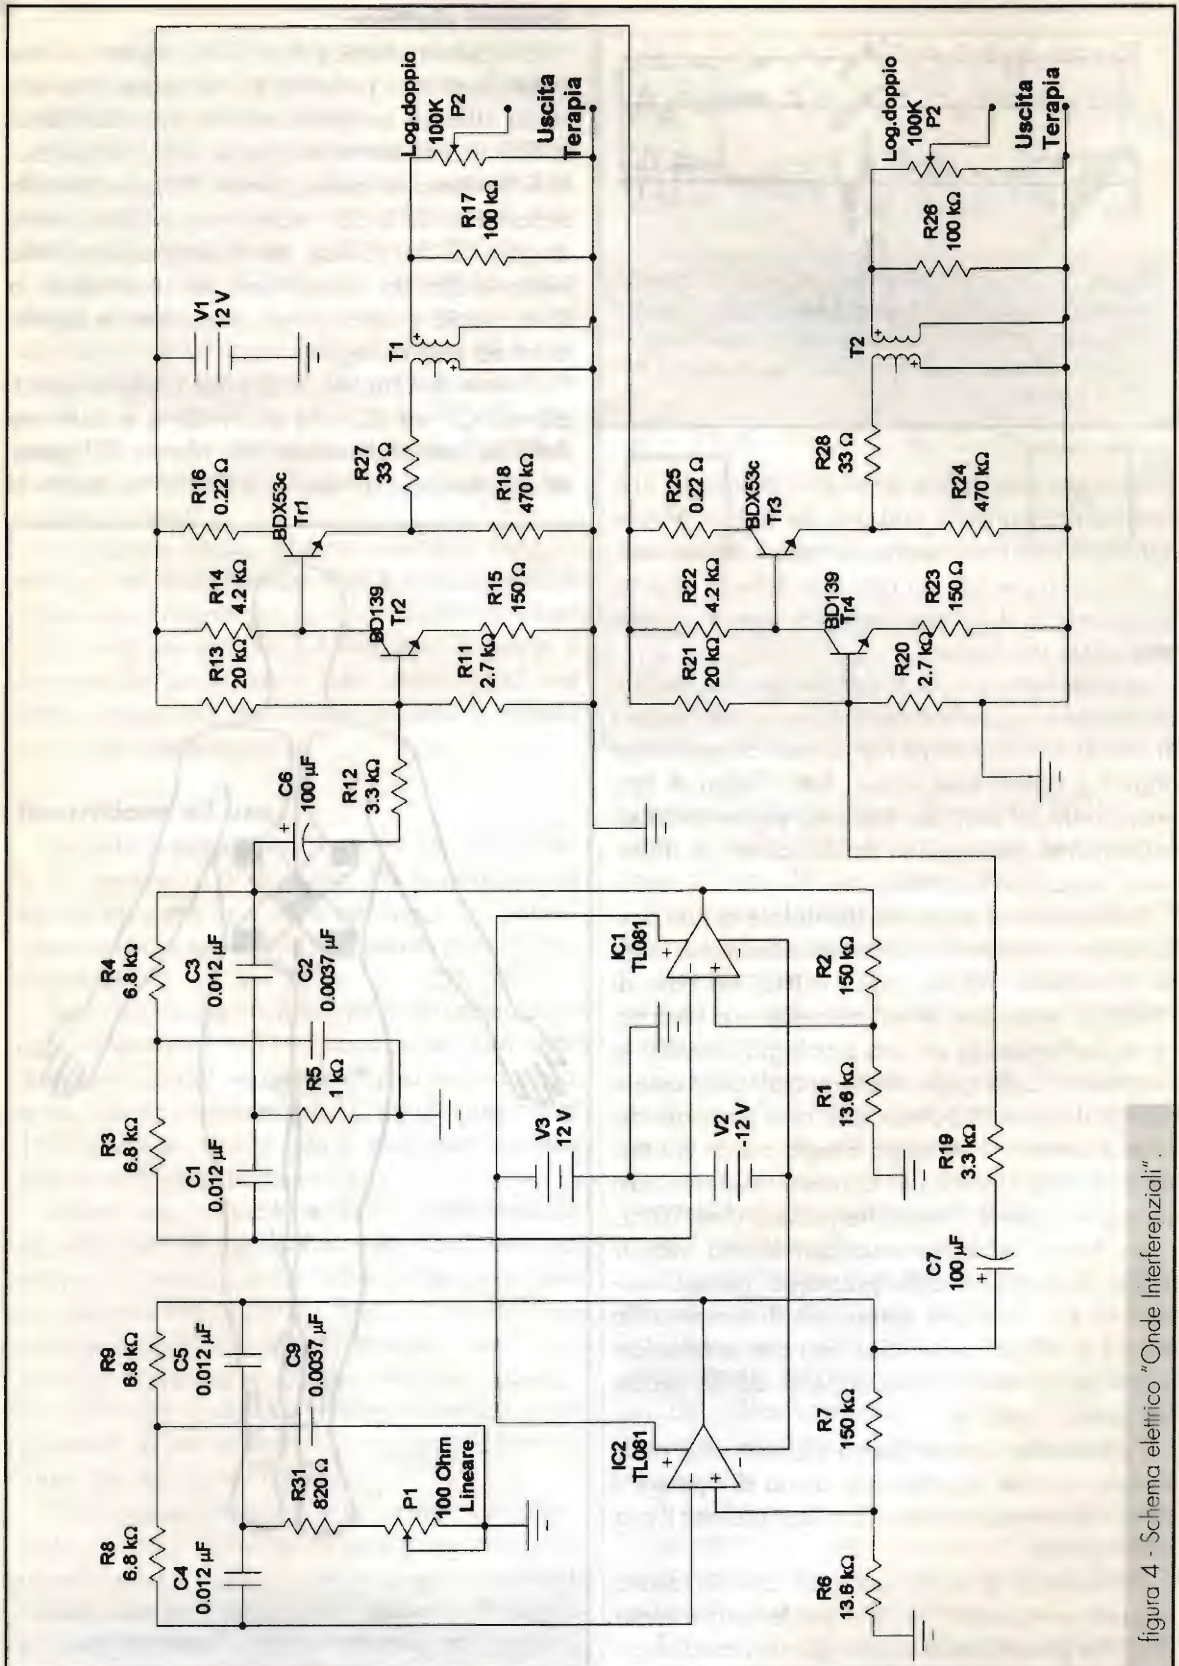 R8
6.8 kΩ
R9
6.8 kΩ
C4
0.012 µF
C5
0.012 µF
R31
820 Ω
C9
0.0037 µF
P1
100 Ohm
Lineare
IC2
TL081
+
−
−
+
R6
13.6 kΩ
R7
150 kΩ
C7
100 µF
+
R19
3.3 kΩ
R3
6.8 kΩ
R4
6.8 kΩ
C1
0.012 µF
C3
0.012 µF
R5
1 kΩ
C2
0.0037 µF
V3
12 V
V2
-12 V
IC1
TL081
+
−
−
+
R1
13.6 kΩ
R2
150 kΩ
C6
100 µF
+
R12
3.3 kΩ
R13
20 kΩ
R14
4.2 kΩ
R16
0.22 Ω
V1
12 V
BDX53c
Tr1
BD139
Tr2
R11
2.7 kΩ
R15
150 Ω
R18
470 kΩ
R27
33 Ω
T1
+
+
R17
100 kΩ
Log.doppio
100K
P2
Uscita
Terapia
R21
20 kΩ
R22
4.2 kΩ
R25
0.22 Ω
BDX53c
Tr3
BD139
Tr4
R20
2.7 kΩ
R23
150 Ω
R24
470 kΩ
R28
33 Ω
T2
+
+
R26
100 kΩ
Log.doppio
100K
P2
Uscita
Terapia
figura 4 - Schema elettrico "Onde Interferenziali".